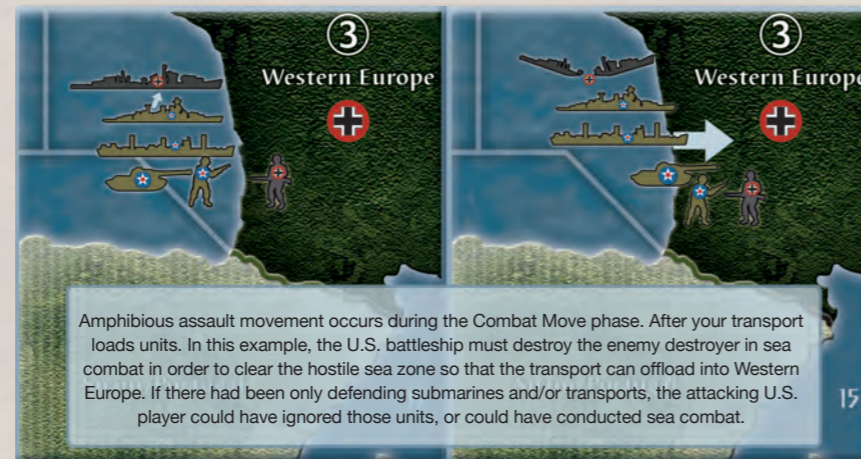 3
Western Europe
3
Western Europe
Amphibious assault movement occurs during the Combat Move phase. After your transport
loads units. In this example, the U.S. battleship must destroy the enemy destroyer in sea
combat in order to clear the hostile sea zone so that the transport can offload into Western
Europe. If there had been only defending submarines and/or transports, the attacking U.S.
player could have ignored those units, or could have conducted sea combat.
15